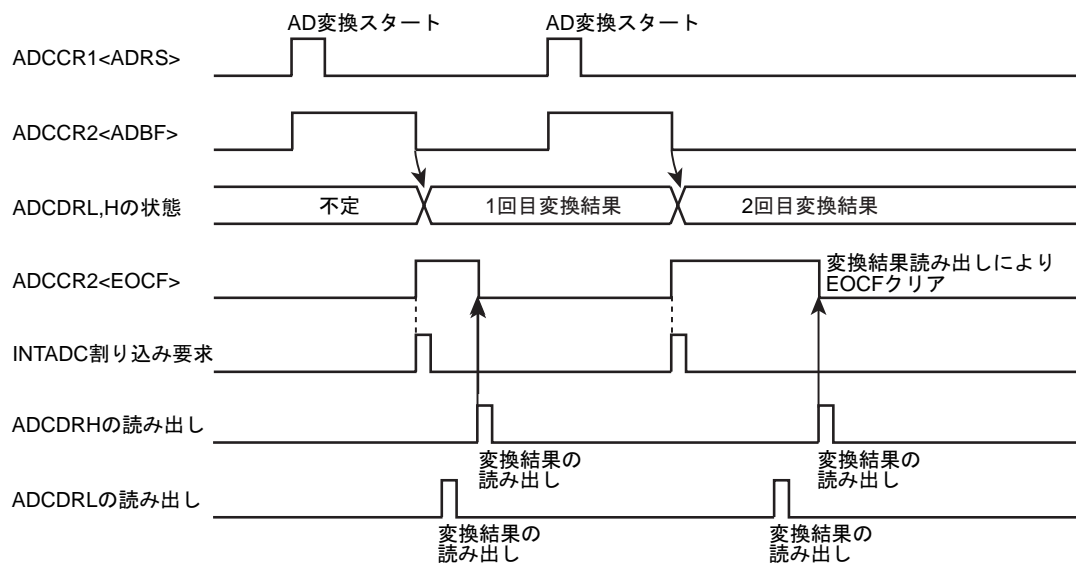 AD変換スタート
AD変換スタート
ADCCR1<ADRS>
ADCCR2<ADBF>
ADCDRL,Hの状態
不定
1回目変換結果
2回目変換結果
ADCCR2<EOCF>
変換結果読み出しにより
EOCFクリア
INTADC割り込み要求
ADCDRHの読み出し
変換結果の
読み出し
変換結果の
読み出し
ADCDRLの読み出し
変換結果の
読み出し
変換結果の
読み出し